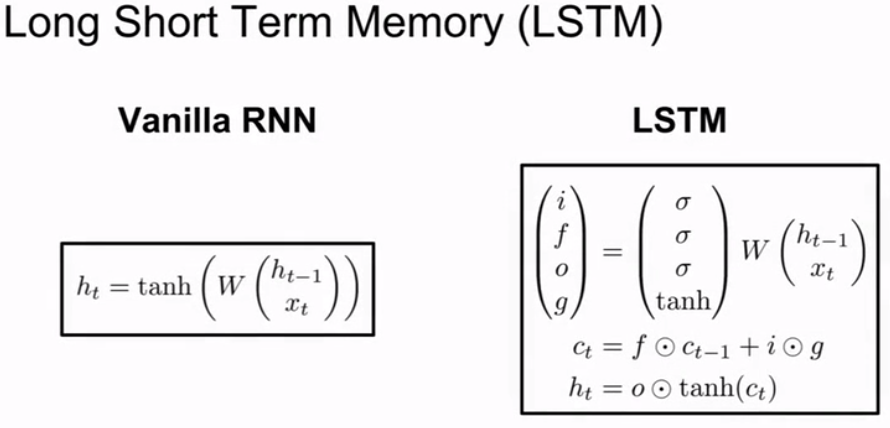 Long Short Term Memory (LSTM)
Vanilla RNN
LSTM
h_t = tanh ( W ( h_{t−1} x_t ) )
( i f o g ) = ( σ σ σ tanh ) W ( h_{t−1} x_t )
c_t = f ⊙ c_{t−1} + i ⊙ g
h_t = o ⊙ tanh(c_t)